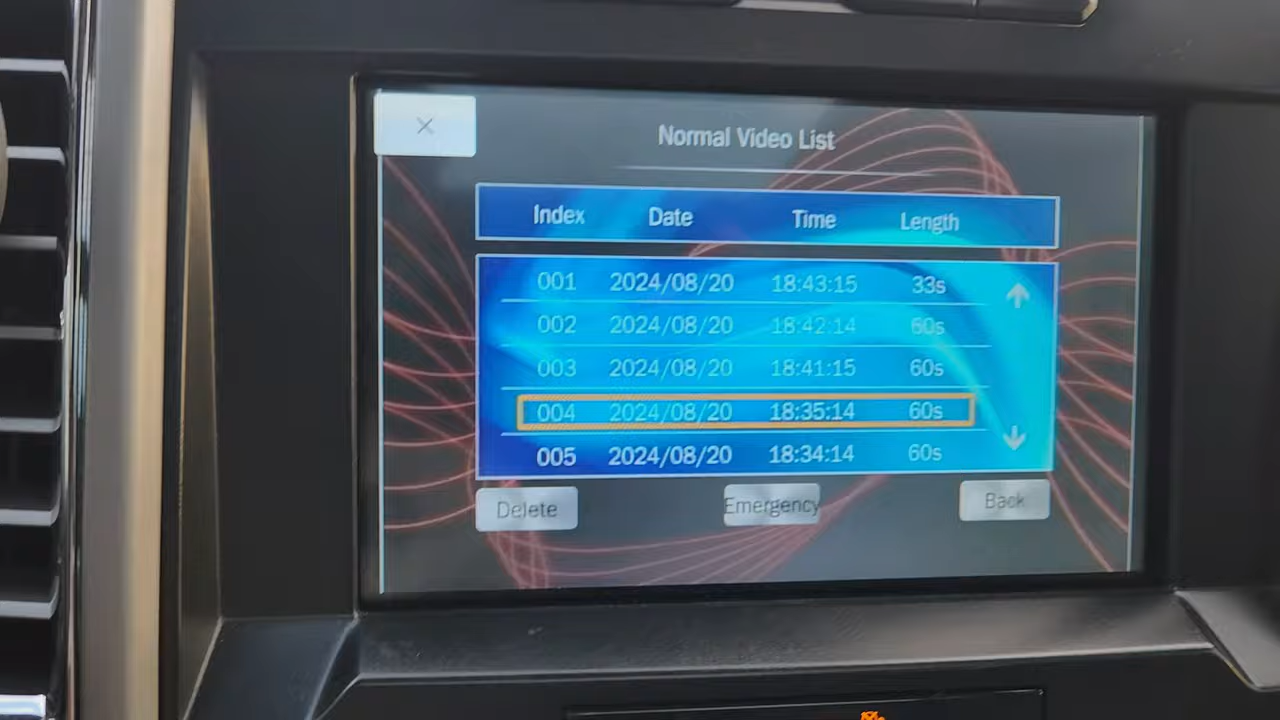 ×
Normal Video List
Index Date Time Length
001 2024/08/20 18:43:15 33s
002 2024/08/20 18:42:14 60s
003 2024/08/20 18:41:15 60s
004 2024/08/20 18:35:14 60s
005 2024/08/20 18:34:14 60s
Delete Emergency Back